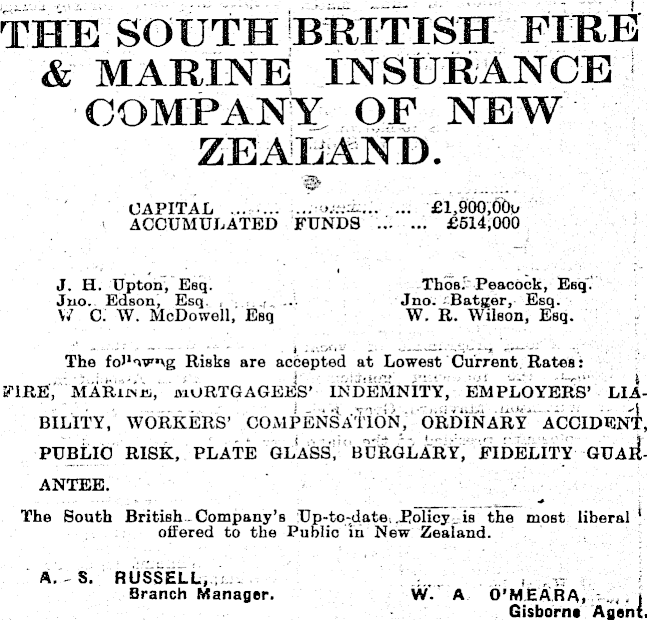 THE SOUTH BRITISH FIRE
& MARINE INSURANCE
COMPANY OF NEW
ZEALAND.
CAPITAL ... ... ... ... ... ... £1,900,000
ACCUMULATED FUNDS ... ... £514,000
J. H. Upton, Esq. Thos. Peacock, Esq.
Jno. Edson, Esq. Jno. Batger, Esq.
W C. W. McDowell, Esq W. R. Wilson, Esq.
The following Risks are accepted at Lowest Current Rates:
FIRE, MARINE, MORTGAGEES' INDEMNITY, EMPLOYERS' LIA-
BILITY, WORKERS' COMPENSATION, ORDINARY ACCIDENT,
PUBLIC RISK, PLATE GLASS, BURGLARY, FIDELITY GUAR-
ANTEE.
The South British Company's Up-to-date Policy is the most liberal
offered to the Public in New Zealand.
A. S. RUSSELL,
Branch Manager.
W. A O'MEARA,
Gisborne Agent.